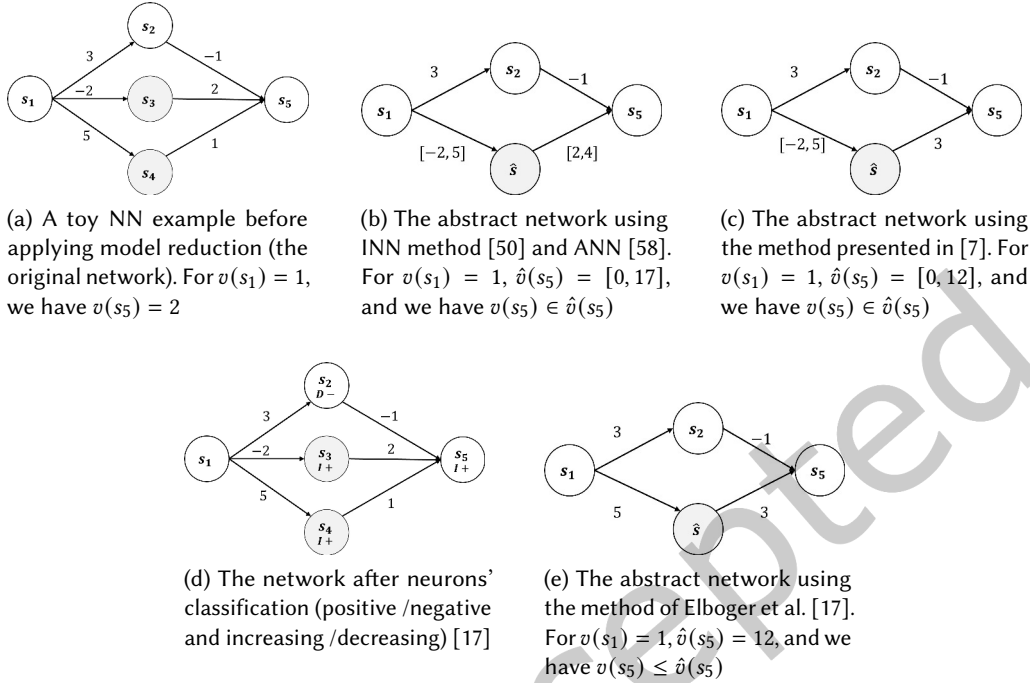 s₂
3
−1
s₁
−2
s₃
2
s₅
5
1
s₄
(a) A toy NN example before
applying model reduction (the
original network). For v(s₁) = 1,
we have v(s₅) = 2
3
s₂
−1
s₁
s₅
[−2, 5]
ŝ
[2,4]
(b) The abstract network using
INN method [50] and ANN [58].
For v(s₁) = 1, v̂(s₅) = [0, 17],
and we have v(s₅) ∈ v̂(s₅)
3
s₂
−1
s₁
s₅
[−2, 5]
ŝ
3
(c) The abstract network using
the method presented in [7]. For
v(s₁) = 1, v̂(s₅) = [0, 12], and
we have v(s₅) ∈ v̂(s₅)
s₂
D −
3
−1
s₁
−2
s₃
I +
2
s₅
I +
5
1
s₄
I +
(d) The network after neurons'
classification (positive /negative
and increasing /decreasing) [17]
3
s₂
−1
s₁
s₅
5
ŝ
3
(e) The abstract network using
the method of Elboger et al. [17].
For v(s₁) = 1, v̂(s₅) = 12, and we
have v(s₅) ≤ v̂(s₅)
cepted